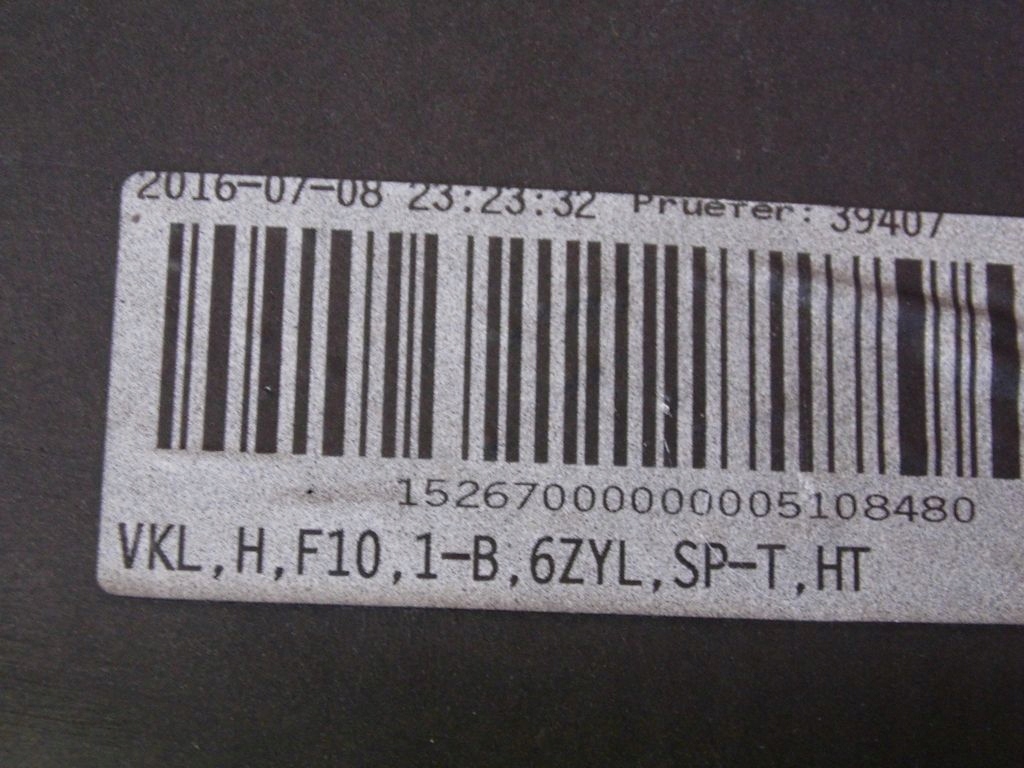 2016-07-08 23:23:32 Pruefer: 39407
15267000000005108480
VKL,H,F10,1-B,6ZYL,SP-T,HT